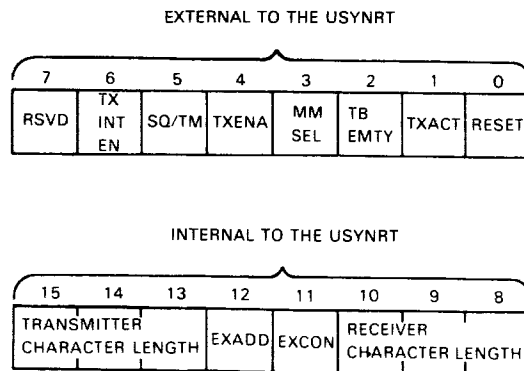 EXTERNAL TO THE USYNRT
7 6 5 4 3 2 1 0
RSVD TX INT EN SQ/TM TXENA MM SEL TB EMTY TXACT RESET
INTERNAL TO THE USYNRT
15 14 13 12 11 10 9 8
TRANSMITTER CHARACTER LENGTH EXADD EXCON RECEIVER CHARACTER LENGTH